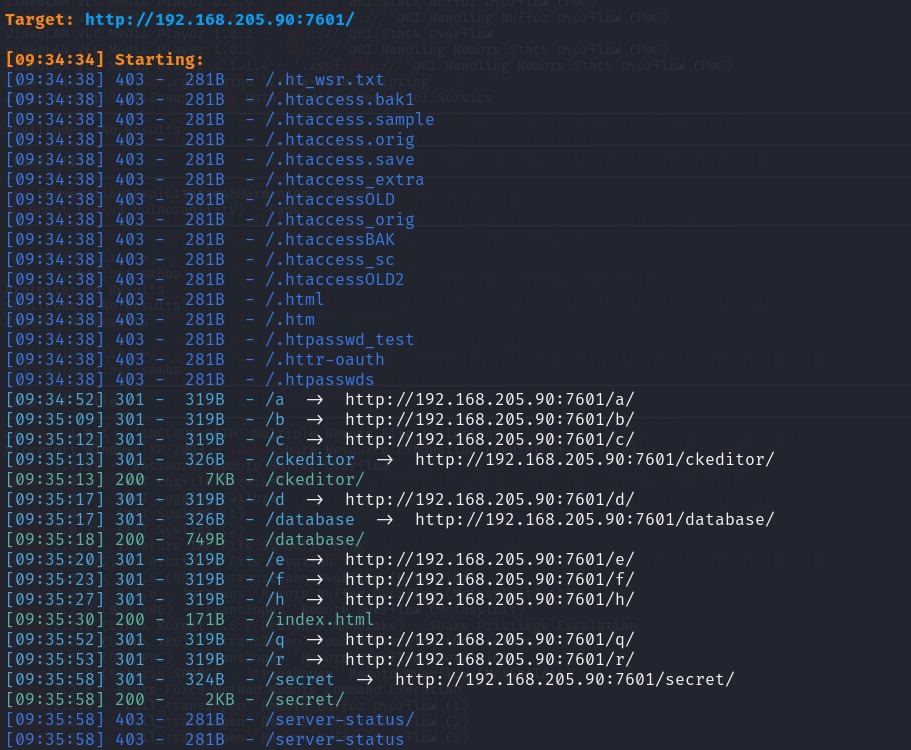 Target: http://192.168.205.90:7601/
[09:34:34] Starting:
[09:34:38] 403 -  281B  - /.ht_wsr.txt
[09:34:38] 403 -  281B  - /.htaccess.bak1
[09:34:38] 403 -  281B  - /.htaccess.sample
[09:34:38] 403 -  281B  - /.htaccess.orig
[09:34:38] 403 -  281B  - /.htaccess.save
[09:34:38] 403 -  281B  - /.htaccess_extra
[09:34:38] 403 -  281B  - /.htaccessOLD
[09:34:38] 403 -  281B  - /.htaccess_orig
[09:34:38] 403 -  281B  - /.htaccessBAK
[09:34:38] 403 -  281B  - /.htaccess_sc
[09:34:38] 403 -  281B  - /.htaccessOLD2
[09:34:38] 403 -  281B  - /.html
[09:34:38] 403 -  281B  - /.htm
[09:34:38] 403 -  281B  - /.htpasswd_test
[09:34:38] 403 -  281B  - /.httr-oauth
[09:34:38] 403 -  281B  - /.htpasswds
[09:34:52] 301 -  319B  - /a  →  http://192.168.205.90:7601/a/
[09:35:09] 301 -  319B  - /b  →  http://192.168.205.90:7601/b/
[09:35:12] 301 -  319B  - /c  →  http://192.168.205.90:7601/c/
[09:35:13] 301 -  326B  - /ckeditor  →  http://192.168.205.90:7601/ckeditor/
[09:35:13] 200 -    7KB - /ckeditor/
[09:35:17] 301 -  319B  - /d  →  http://192.168.205.90:7601/d/
[09:35:17] 301 -  326B  - /database  →  http://192.168.205.90:7601/database/
[09:35:18] 200 -  749B  - /database/
[09:35:20] 301 -  319B  - /e  →  http://192.168.205.90:7601/e/
[09:35:23] 301 -  319B  - /f  →  http://192.168.205.90:7601/f/
[09:35:27] 301 -  319B  - /h  →  http://192.168.205.90:7601/h/
[09:35:30] 200 -  171B  - /index.html
[09:35:52] 301 -  319B  - /q  →  http://192.168.205.90:7601/q/
[09:35:53] 301 -  319B  - /r  →  http://192.168.205.90:7601/r/
[09:35:58] 301 -  324B  - /secret  →  http://192.168.205.90:7601/secret/
[09:35:58] 200 -    2KB - /secret/
[09:35:58] 403 -  281B  - /server-status/
[09:35:58] 403 -  281B  - /server-status